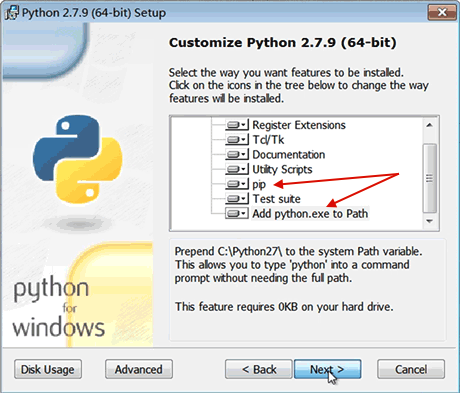 Python 2.7.9 (64-bit) Setup
Customize Python 2.7.9 (64-bit)
Select the way you want features to be installed.
Click on the icons in the tree below to change the way
features will be installed.
Register Extensions
Tcl/Tk
Documentation
Utility Scripts
pip
Test suite
Add python.exe to Path
Prepend C:\Python27\ to the system Path variable.
This allows you to type 'python' into a command
prompt without needing the full path.
This feature requires 0KB on your hard drive.
python
for
windows
Disk Usage
Advanced
< Back
Next >
Cancel